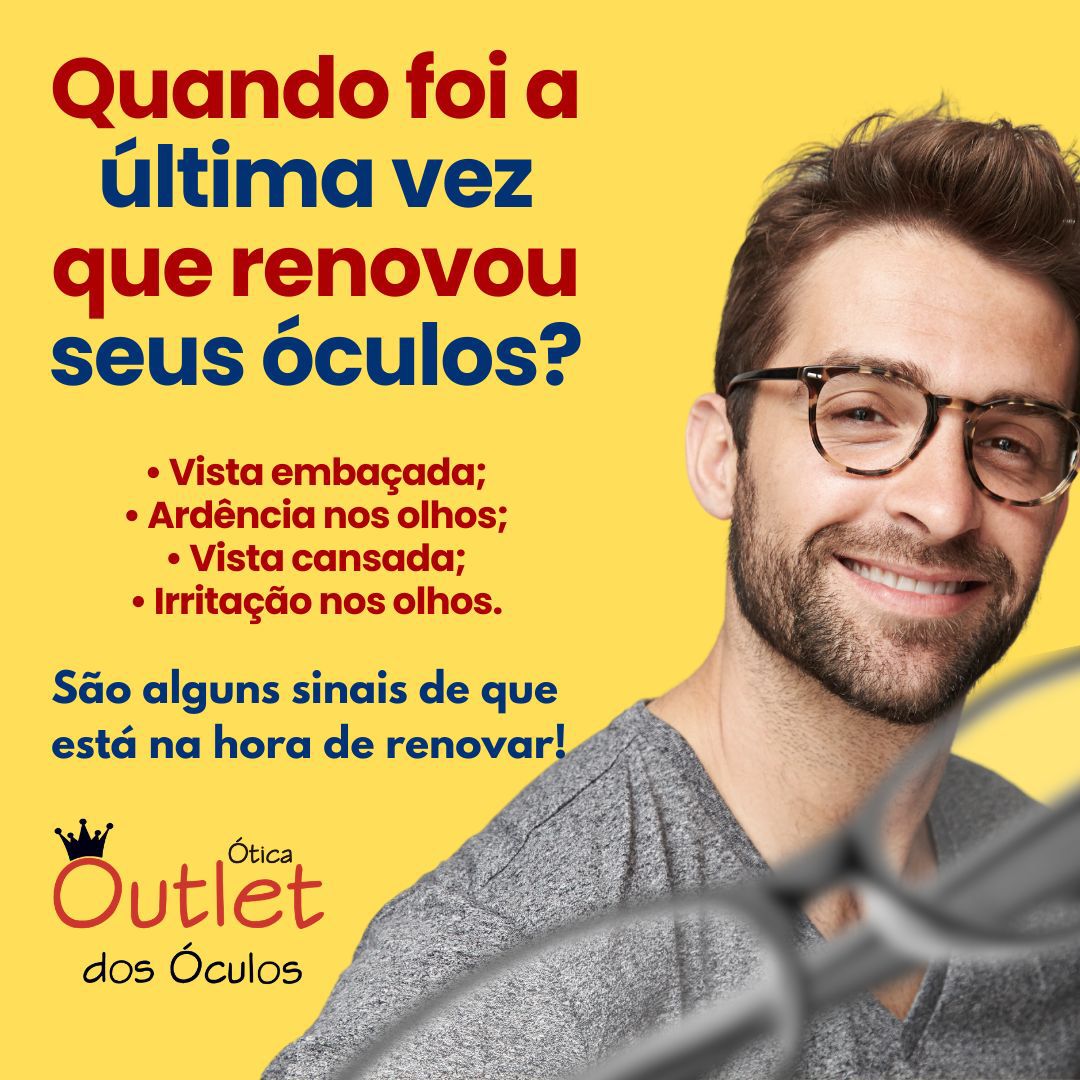 Quando foi a
última vez
que renovou
seus óculos?
• Vista embaçada;
• Ardência nos olhos;
• Vista cansada;
• Irritação nos olhos.
São alguns sinais de que
está na hora de renovar!
Ótica
Outlet
dos Óculos